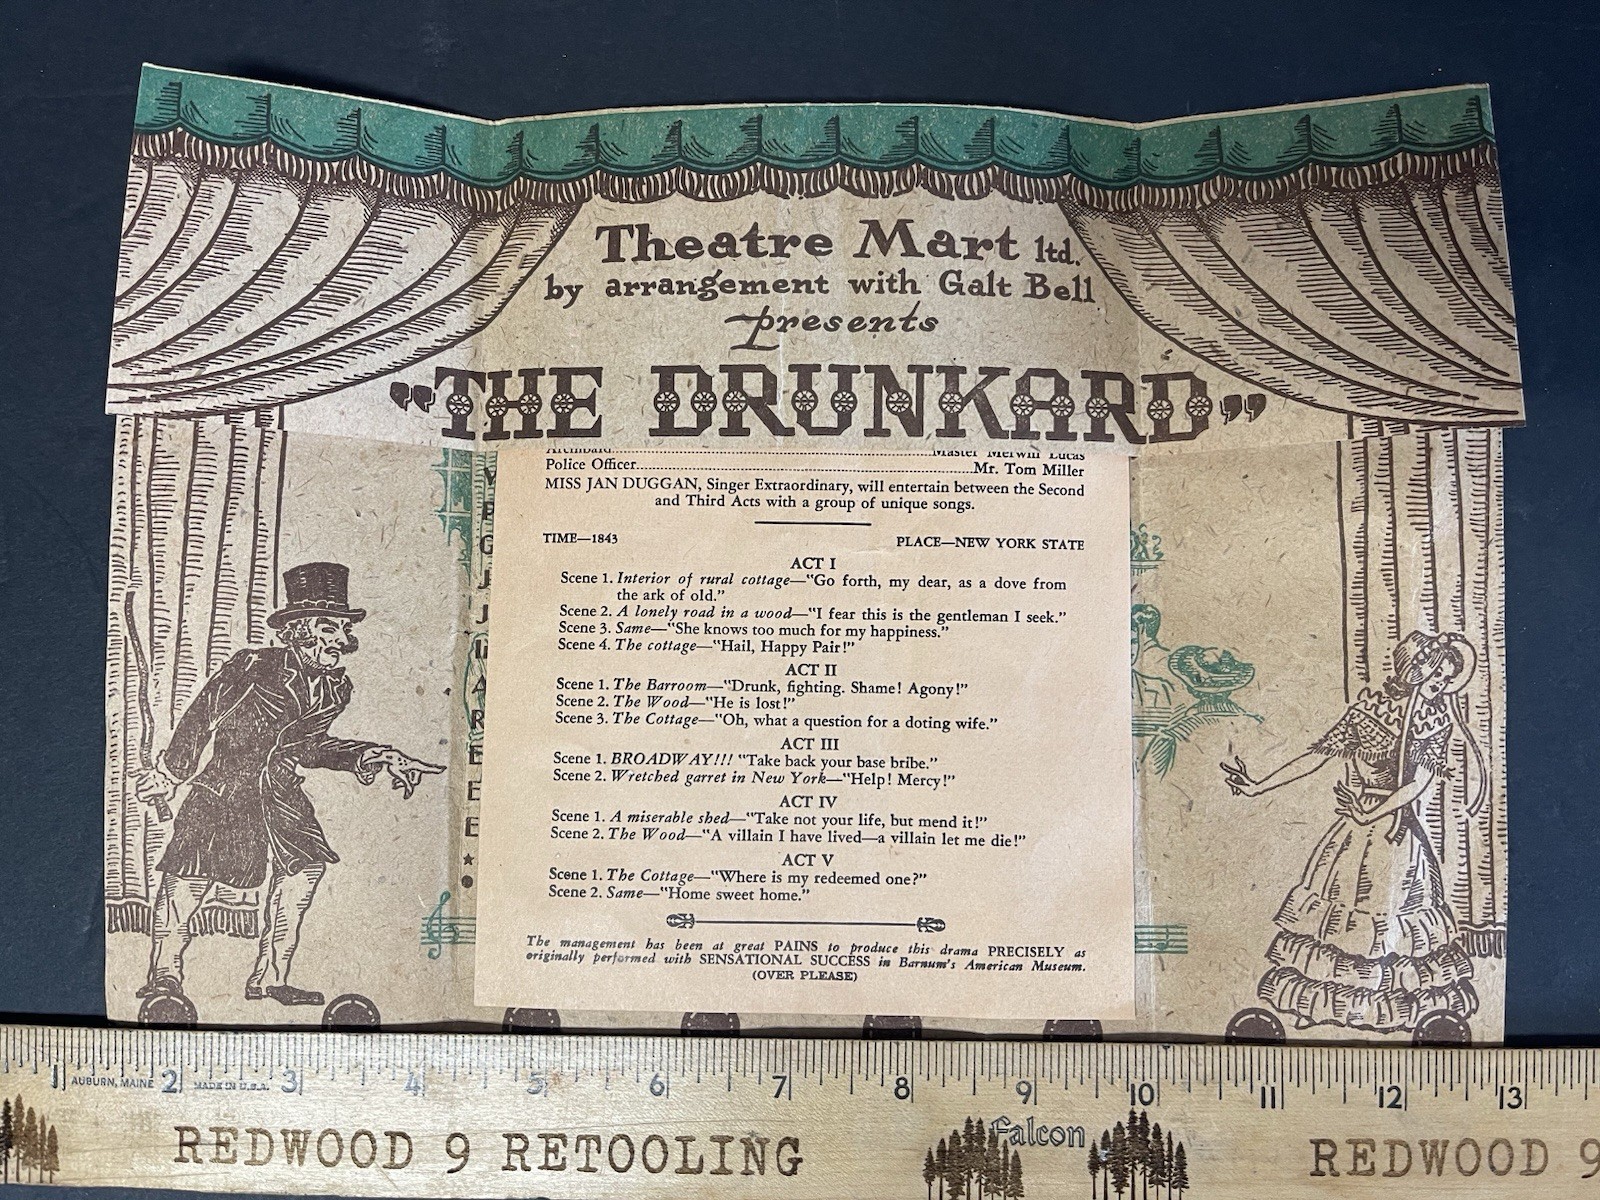 Theatre Mart ltd.
by arrangement with Galt Bell
presents
"THE DRUNKARD"
Archibald Master Merwin Lucas
Police Officer Mr. Tom Miller
MISS JAN DUGGAN, Singer Extraordinary, will entertain between the Second
and Third Acts with a group of unique songs.
TIME—1843 PLACE—NEW YORK STATE
ACT I
Scene 1. Interior of rural cottage—"Go forth, my dear, as a dove from
the ark of old."
Scene 2. A lonely road in a wood—"I fear this is the gentleman I seek."
Scene 3. Same—"She knows too much for my happiness."
Scene 4. The cottage—"Hail, Happy Pair!"
ACT II
Scene 1. The Barroom—"Drunk, fighting. Shame! Agony!"
Scene 2. The Wood—"He is lost!"
Scene 3. The Cottage—"Oh, what a question for a doting wife."
ACT III
Scene 1. BROADWAY!!! "Take back your base bribe."
Scene 2. Wretched garret in New York—"Help! Mercy!"
ACT IV
Scene 1. A miserable shed—"Take not your life, but mend it!"
Scene 2. The Wood—"A villain I have lived—a villain let me die!"
ACT V
Scene 1. The Cottage—"Where is my redeemed one?"
Scene 2. Same—"Home sweet home."
The management has been at great PAINS to produce this drama PRECISELY as
originally performed with SENSATIONAL SUCCESS in Barnum's American Museum.
(OVER PLEASE)
1 AUBURN, MAINE 2 MADE IN U.S.A. 3 4 5 6 7 8 9 10 11 12 13
Falcon
REDWOOD 9 RETOOLING REDWOOD 9